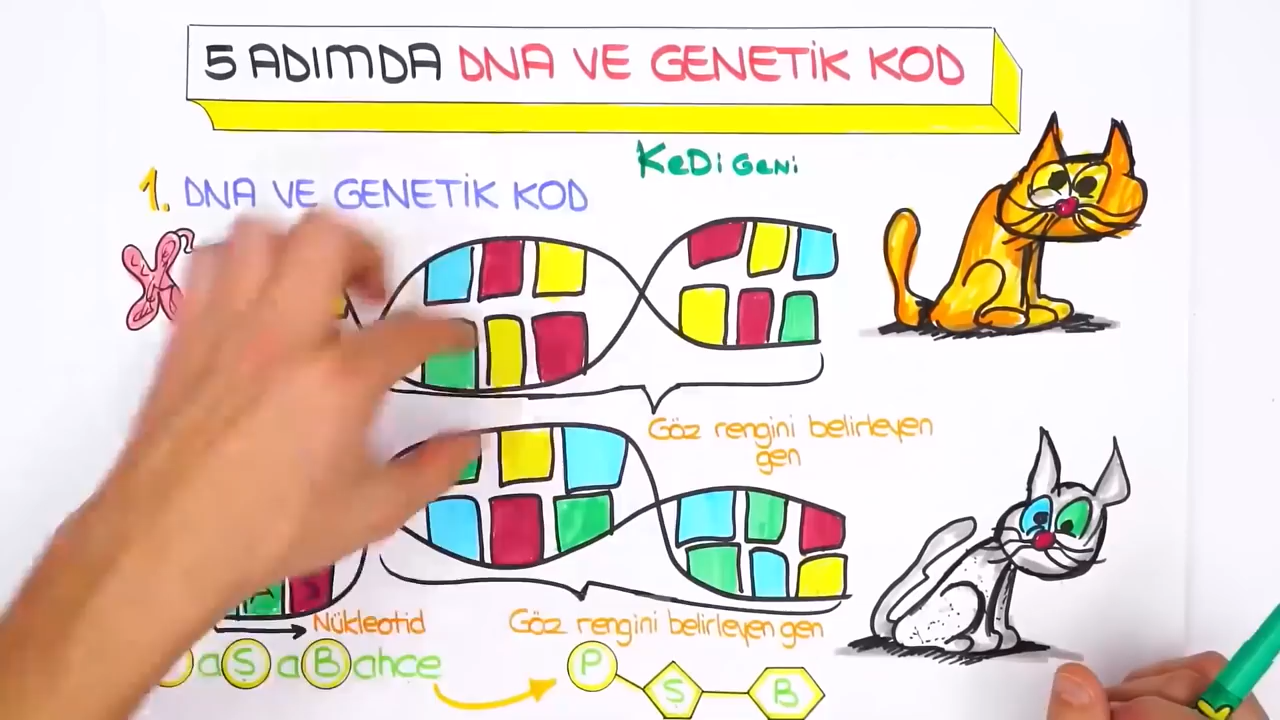 5 ADIMDA DNA VE GENETİK KOD
KeDi GeNi
1. DNA VE GENETİK KOD
Göz rengini belirleyen
gen
A
Nükleotid
Göz rengini belirleyen gen
aSaBahce
P
S
B